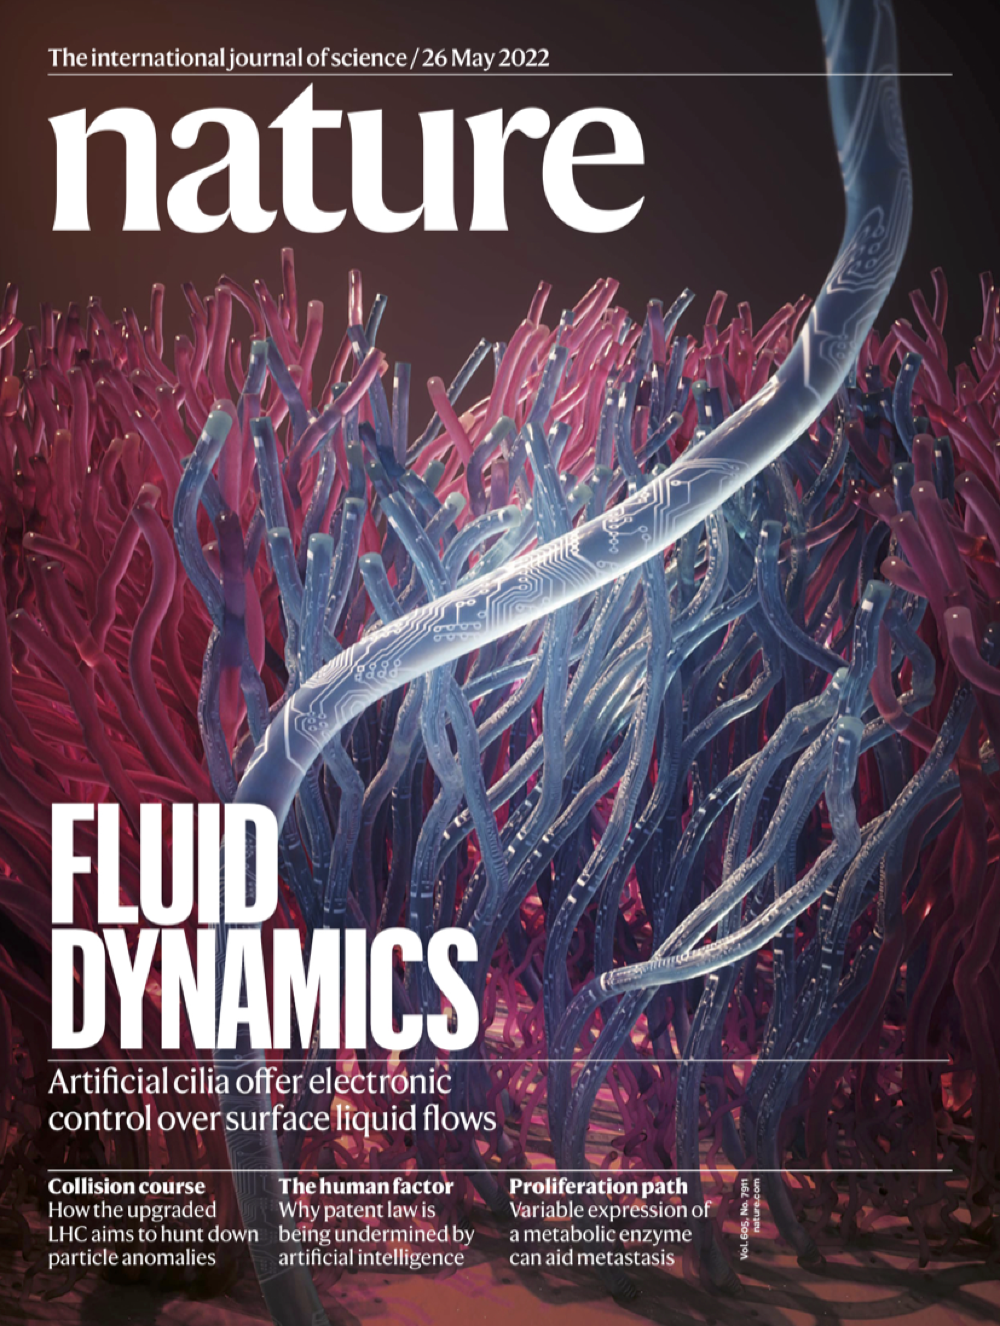 The international journal of science / 26 May 2022
nature
FLUID
DYNAMICS
Artificial cilia offer electronic
control over surface liquid flows
Collision course
How the upgraded
LHC aims to hunt down
particle anomalies
The human factor
Why patent law is
being undermined by
artificial intelligence
Proliferation path
Variable expression of
a metabolic enzyme
can aid metastasis
Vol. 605, No. 7911
nature.com